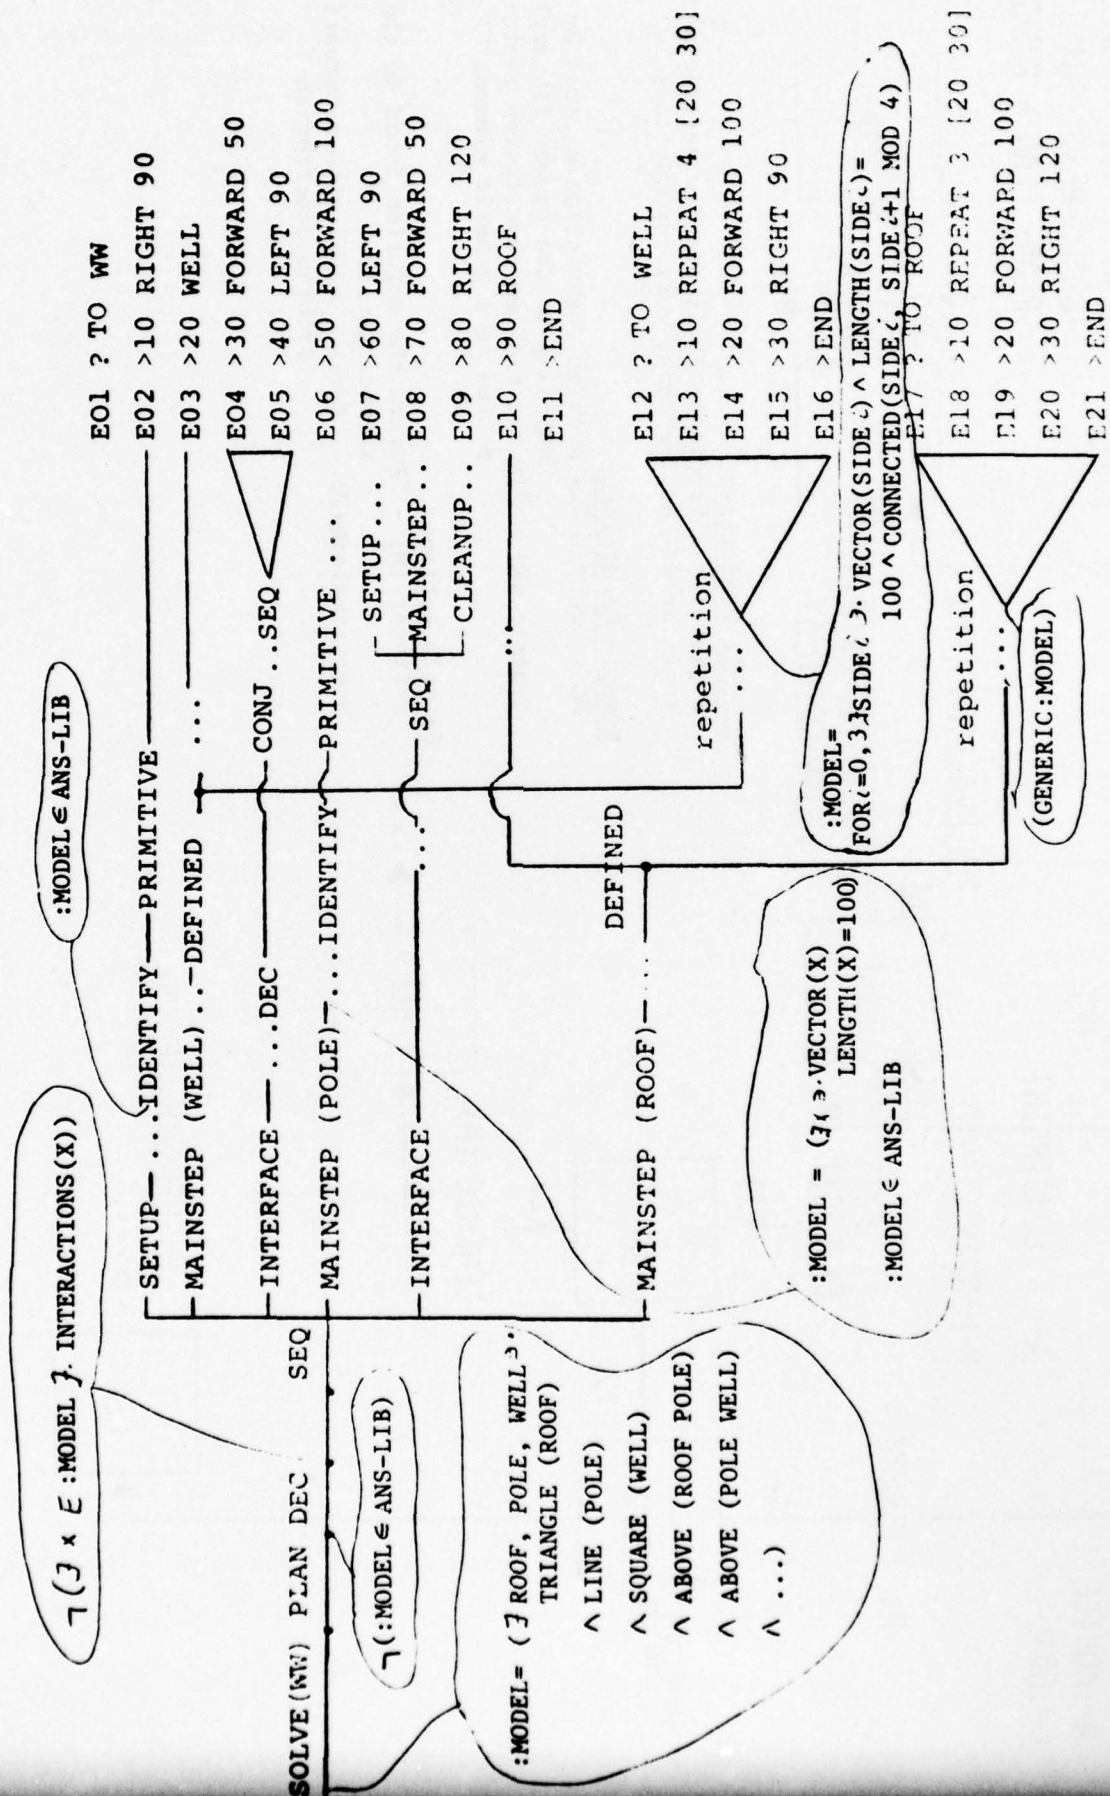 ¬(∃ x ∈ :MODEL ∋· INTERACTIONS(X))
:MODEL ∈ ANS-LIB
SOLVE(WW) PLAN DEC SEQ
¬(:MODEL ∈ ANS-LIB)
:MODEL= (∃ ROOF, POLE, WELL ∋·
TRIANGLE (ROOF)
^ LINE (POLE)
^ SQUARE (WELL)
^ ABOVE (ROOF POLE)
^ ABOVE (POLE WELL)
^ ...)
SETUP—...IDENTIFY—PRIMITIVE
MAINSTEP (WELL)..—DEFINED ...
INTERFACE—...DEC—CONJ ..SEQ
MAINSTEP (POLE)—...IDENTIFY—PRIMITIVE ...
INTERFACE—...—SEQ
SETUP...
MAINSTEP..
CLEANUP..
...
MAINSTEP (ROOF)—...
DEFINED
:MODEL = (∃ ∋·VECTOR(X)
LENGTH(X)=100)
:MODEL ∈ ANS-LIB
repetition
...
:MODEL=
FOR i=0,3 ∃ SIDE i ∋· VECTOR(SIDE i) ^ LENGTH(SIDE i)=
100 ^ CONNECTED(SIDE i, SIDE i+1 MOD 4)
repetition
...
(GENERIC:MODEL)
E01 ? TO WW
E02 >10 RIGHT 90
E03 >20 WELL
E04 >30 FORWARD 50
E05 >40 LEFT 90
E06 >50 FORWARD 100
E07 >60 LEFT 90
E08 >70 FORWARD 50
E09 >80 RIGHT 120
E10 >90 ROOF
E11 >END
E12 ? TO WELL
E13 >10 REPEAT 4 [20 30]
E14 >20 FORWARD 100
E15 >30 RIGHT 90
E16 >END
E17 ? TO ROOF
E18 >10 REPEAT 3 [20 30]
E19 >20 FORWARD 100
E20 >30 RIGHT 120
E21 >END